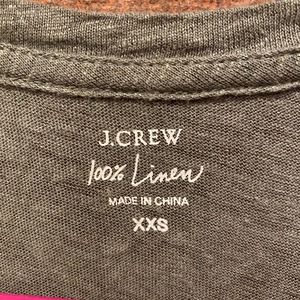 J.CREW
100% Linen
MADE IN CHINA
XXS